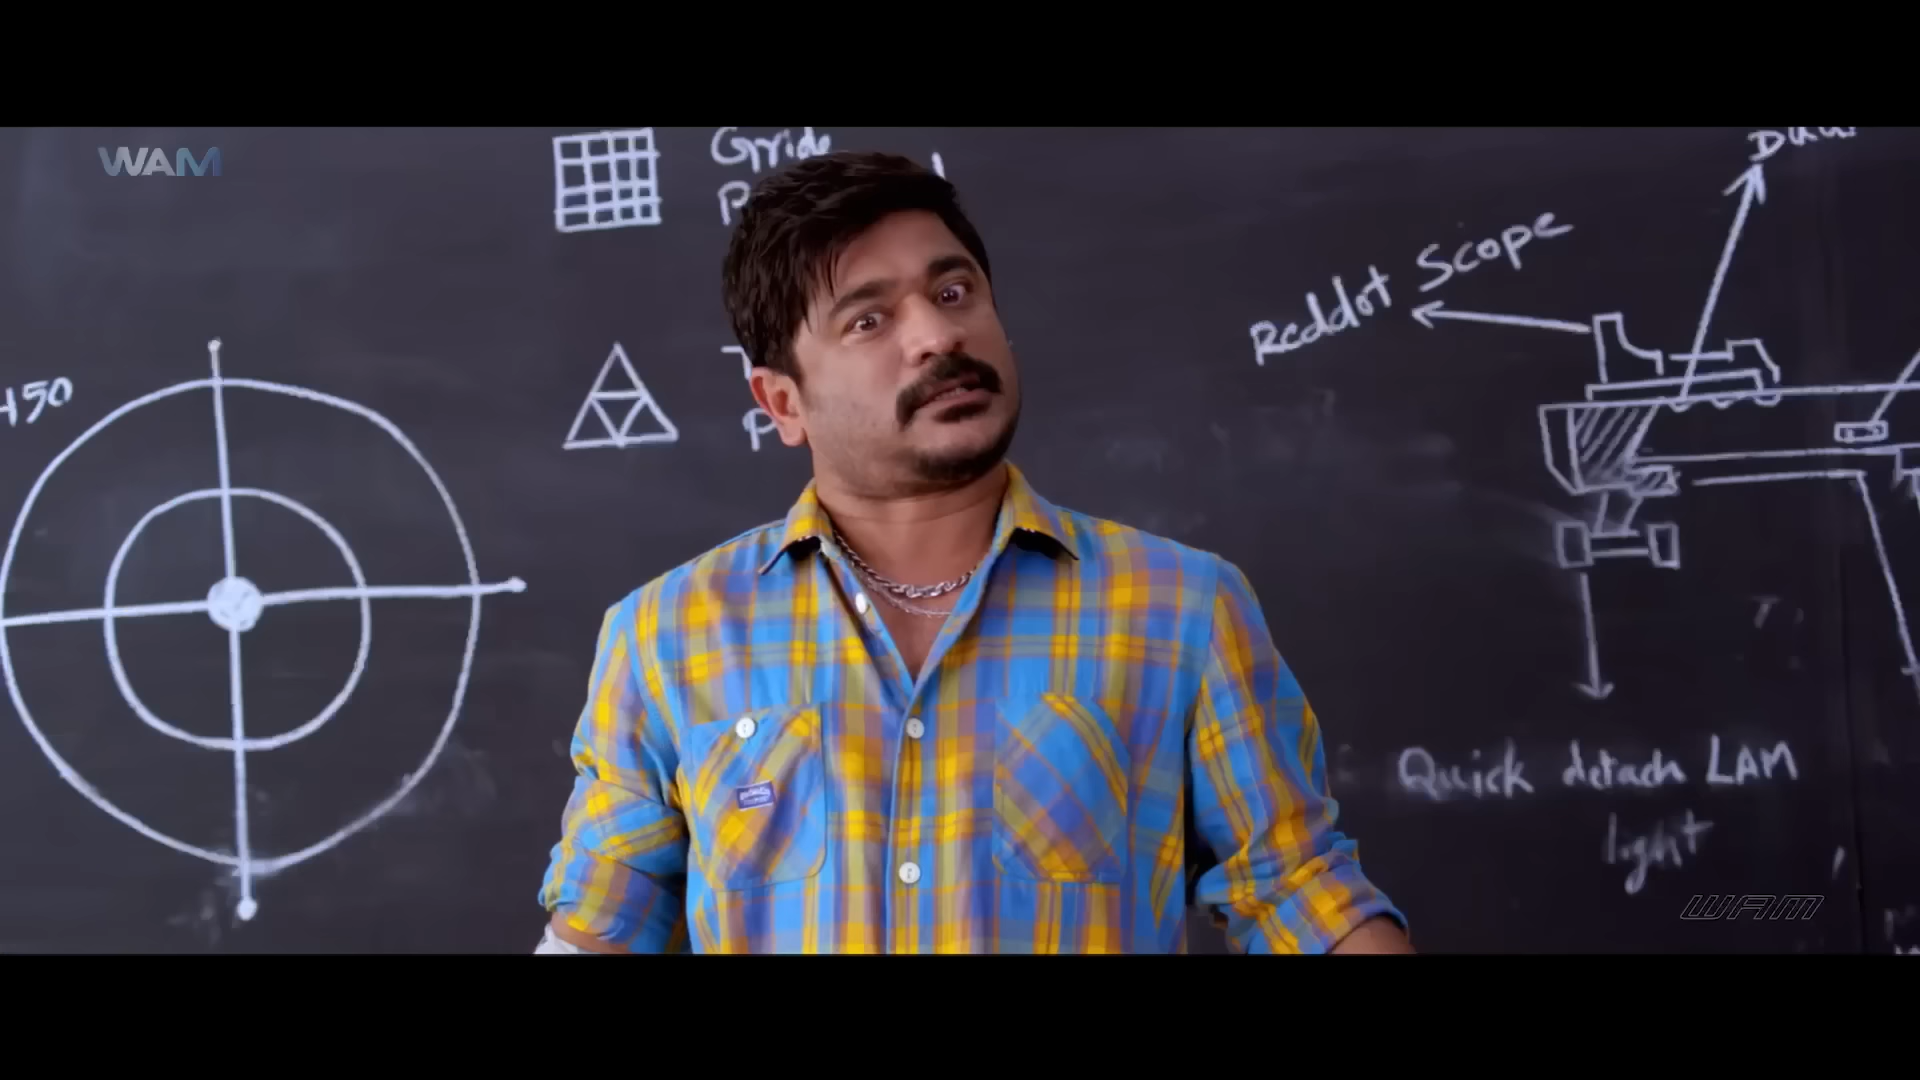 WAM
Gride
450
Reddot Scope
Quick detach LAM
light
WAM